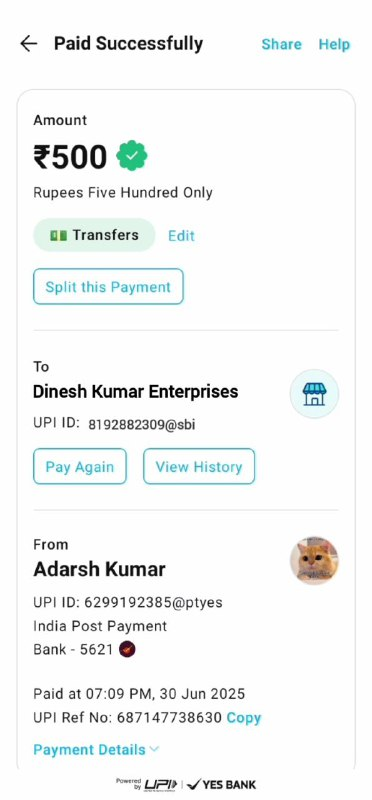 Paid Successfully
Share
Help
Amount
₹500
Rupees Five Hundred Only
Transfers
Edit
Split this Payment
To
Dinesh Kumar Enterprises
UPI ID: 8192882309@sbi
Pay Again
View History
From
Adarsh Kumar
UPI ID: 6299192385@ptyes
India Post Payment
Bank - 5621
Paid at 07:09 PM, 30 Jun 2025
UPI Ref No: 687147738630 Copy
Payment Details
Powered
by UPI
YES BANK